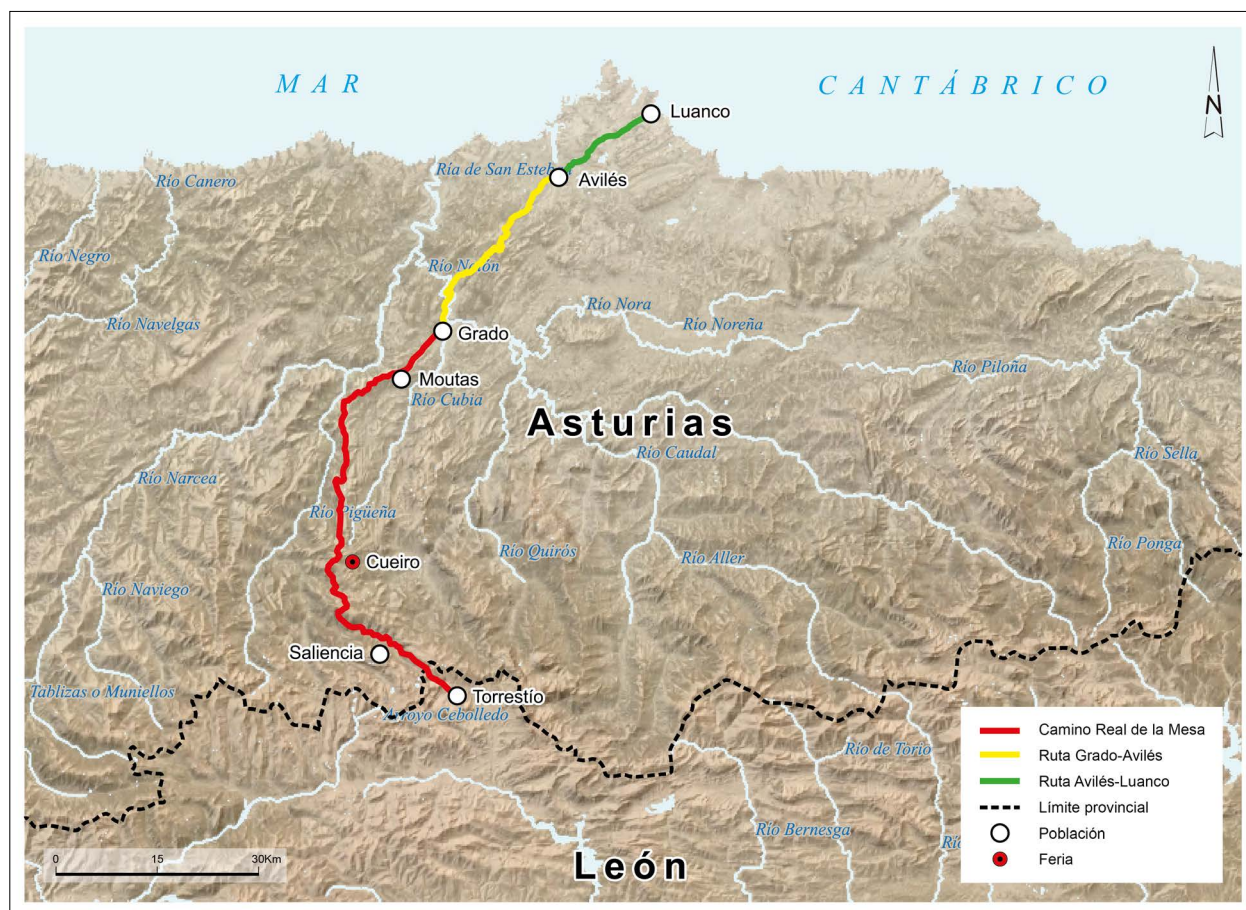 MAR
CANTÁBRICO
N
Luanco
Ría de San Esteban
Avilés
Río Canero
Río Negro
Río Nalón
Río Navelgas
Río Nora
Río Noreña
Grado
Moutas
Río Cubia
Río Piloña
Asturias
Río Caudal
Río Sella
Río Narcea
Río Pigüeña
Río Quirós
Río Aller
Río Ponga
Cueiro
Río Naviego
Saliencia
Tablizas o Muniellos
Torrestío
Arroyo Cebolledo
Río de Torio
Río Bernesga
León
0 15 30Km
Camino Real de la Mesa
Ruta Grado-Avilés
Ruta Avilés-Luanco
Límite provincial
Población
Feria